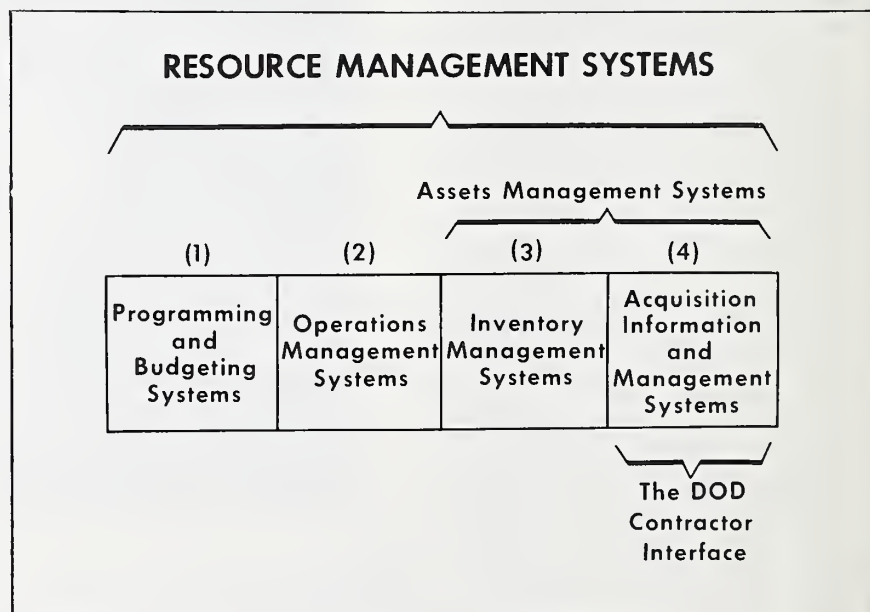 RESOURCE MANAGEMENT SYSTEMS
Assets Management Systems
(1)
(2)
(3)
(4)
Programming
and
Budgeting
Systems
Operations
Management
Systems
Inventory
Management
Systems
Acquisition
Information
and
Management
Systems
The DOD
Contractor
Interface